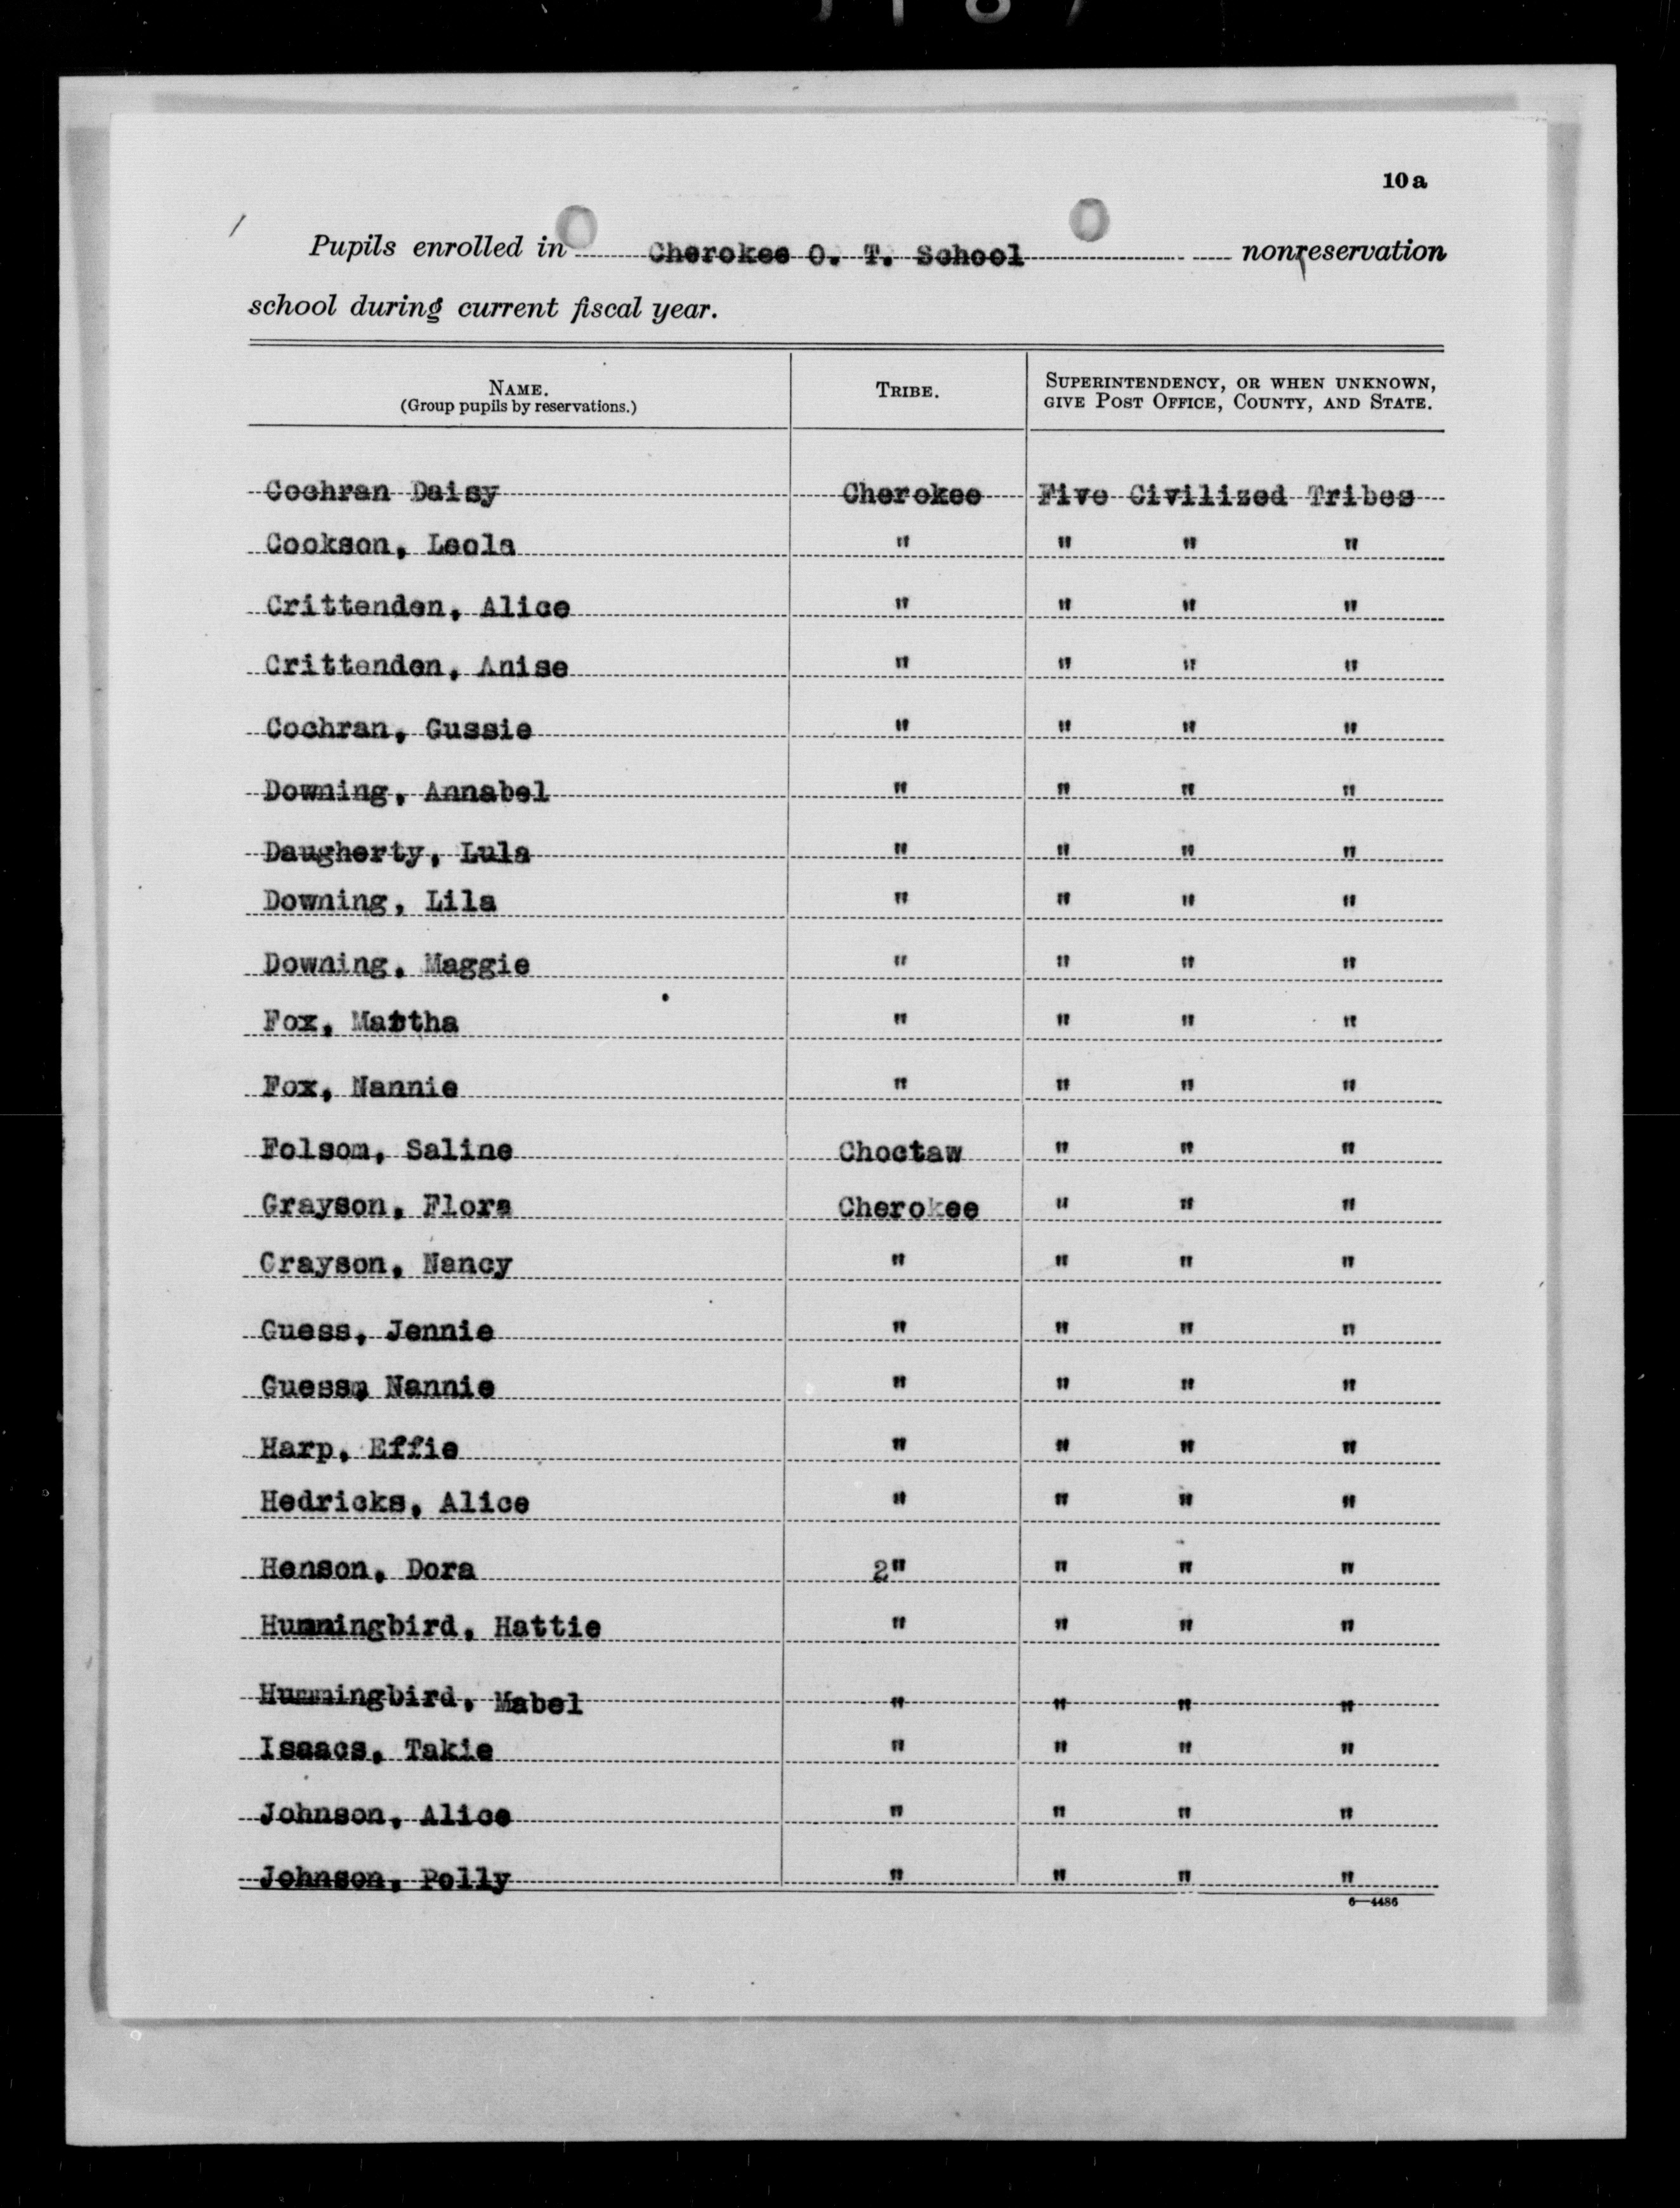 10a
Pupils enrolled in Cherokee O. T. School nonreservation
school during current fiscal year.
NAME. TRIBE. SUPERINTENDENCY, OR WHEN UNKNOWN,
(Group pupils by reservations.) GIVE POST OFFICE, COUNTY, AND STATE.
Cochran Daisy Cherokee Five Civilized Tribes
Cookson, Leola " " " "
Crittenden, Alice " " " "
Crittenden, Anise " " " "
Cochran, Gussie " " " "
Downing, Annabel " " " "
Daugherty, Lula " " " "
Downing, Lila " " " "
Downing, Maggie " " " "
Fox, Martha " " " "
Fox, Nannie " " " "
Folsom, Saline Choctaw " " "
Grayson, Flora Cherokee " " "
Crayson, Nancy " " " "
Guess, Jennie " " " "
Guess, Nannie " " " "
Harp, Effie " " " "
Hedricks, Alice " " " "
Henson, Dora 2" " " "
Hummingbird, Hattie " " " "
Hummingbird, Mabel " " " "
Isaacs, Takie " " " "
Johnson, Alice " " " "
Johnson, Polly " " " "
6—4486